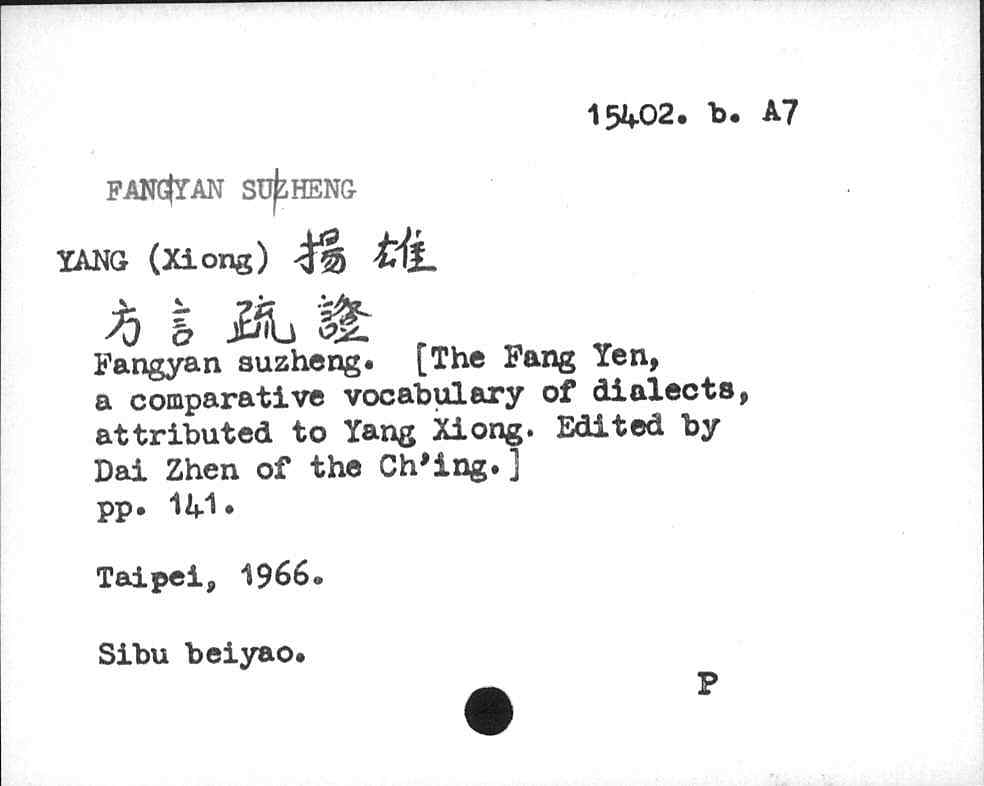 15402. b. A7
FANGYAN SUZHENG
YANG (Xiong) 揚 雄
方 言 疏 證
Fangyan suzheng. [The Fang Yen,
a comparative vocabulary of dialects,
attributed to Yang Xiong. Edited by
Dai Zhen of the Ch'ing.]
pp. 141.
Taipei, 1966.
Sibu beiyao.
P